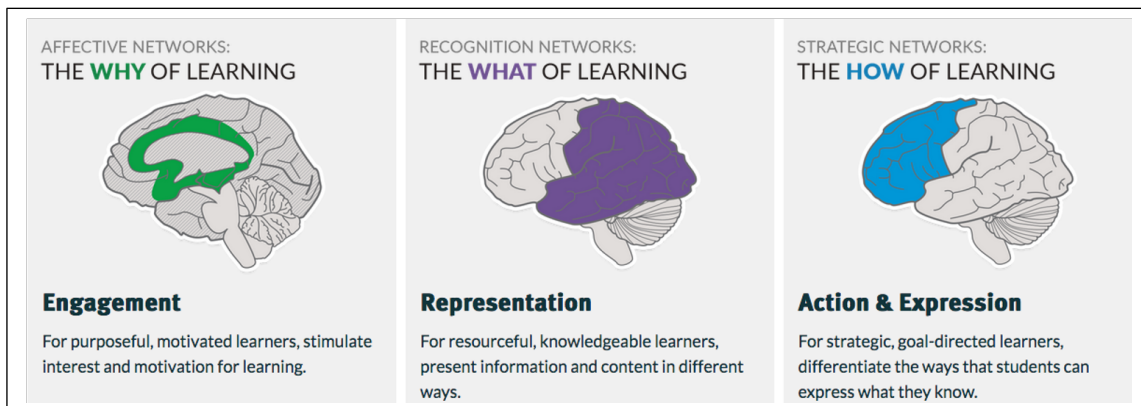 AFFECTIVE NETWORKS:
THE WHY OF LEARNING
Engagement
For purposeful, motivated learners, stimulate
interest and motivation for learning.
RECOGNITION NETWORKS:
THE WHAT OF LEARNING
Representation
For resourceful, knowledgeable learners,
present information and content in different
ways.
STRATEGIC NETWORKS:
THE HOW OF LEARNING
Action & Expression
For strategic, goal-directed learners,
differentiate the ways that students can
express what they know.